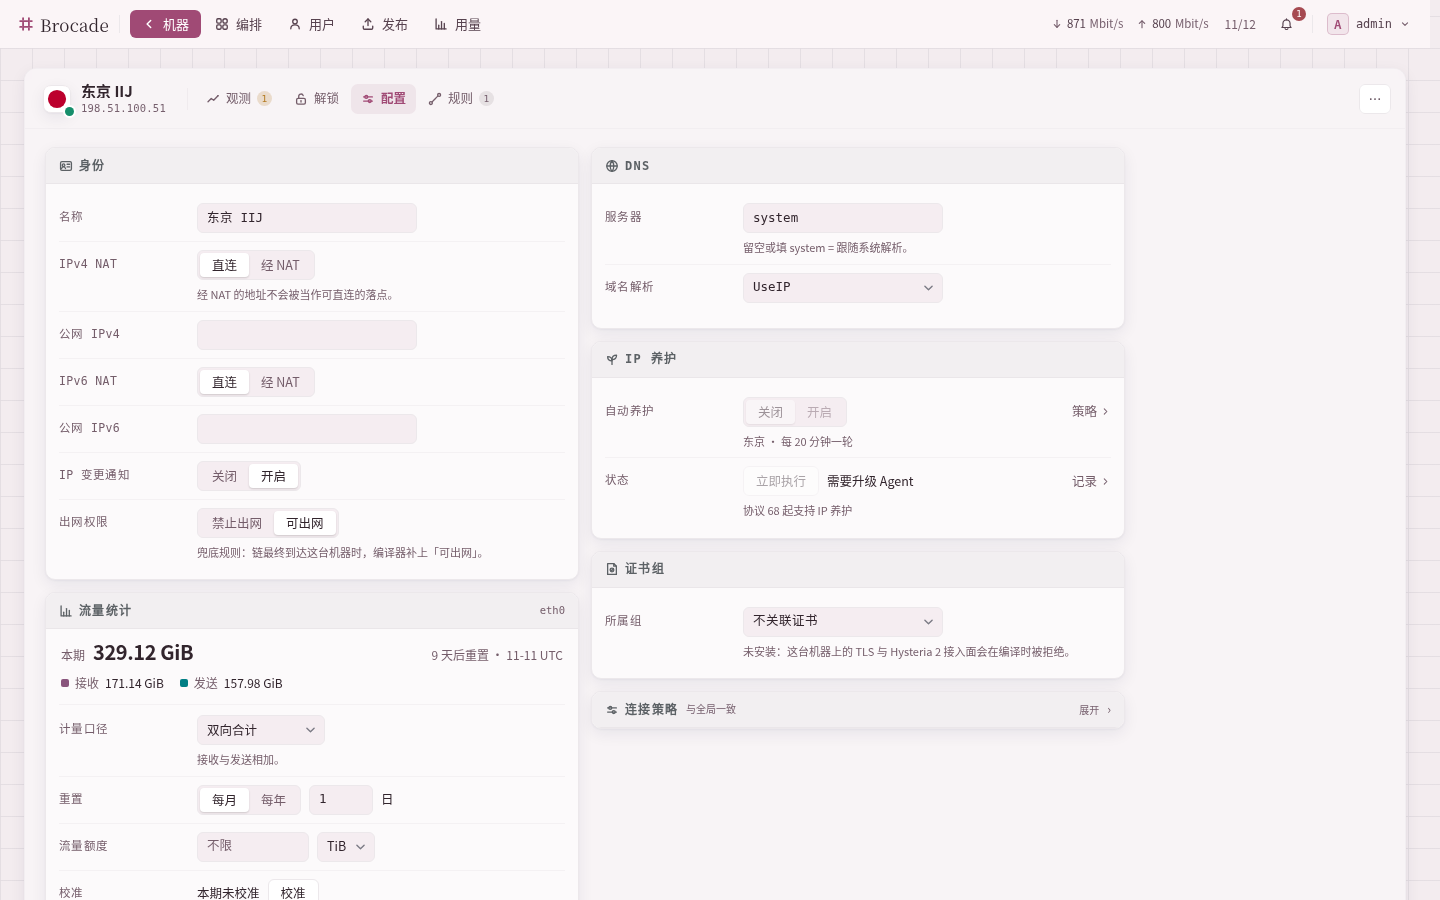 Brocade
机器
编排
用户
发布
用量
↓ 871 Mbit/s
↑ 800 Mbit/s
11/12
1
A
admin
东京 IIJ
198.51.100.51
观测 1
解锁
配置
规则 1
身份
名称
东京 IIJ
IPv4 NAT
直连
经 NAT
经 NAT 的地址不会被当作可直连的落点。
公网 IPv4
IPv6 NAT
直连
经 NAT
公网 IPv6
IP 变更通知
关闭
开启
出网权限
禁止出网
可出网
兜底规则：链最终到达这台机器时，编译器补上「可出网」。
流量统计
eth0
本期 329.12 GiB
9 天后重置 · 11-11 UTC
接收 171.14 GiB
发送 157.98 GiB
计量口径
双向合计
接收与发送相加。
重置
每月
每年
1
日
流量额度
不限
TiB
校准
本期未校准
校准
DNS
服务器
system
留空或填 system = 跟随系统解析。
域名解析
UseIP
IP 养护
自动养护
关闭
开启
策略
东京 · 每 20 分钟一轮
状态
立即执行
需要升级 Agent
记录
协议 68 起支持 IP 养护
证书组
所属组
不关联证书
未安装：这台机器上的 TLS 与 Hysteria 2 接入面会在编译时被拒绝。
连接策略
与全局一致
展开